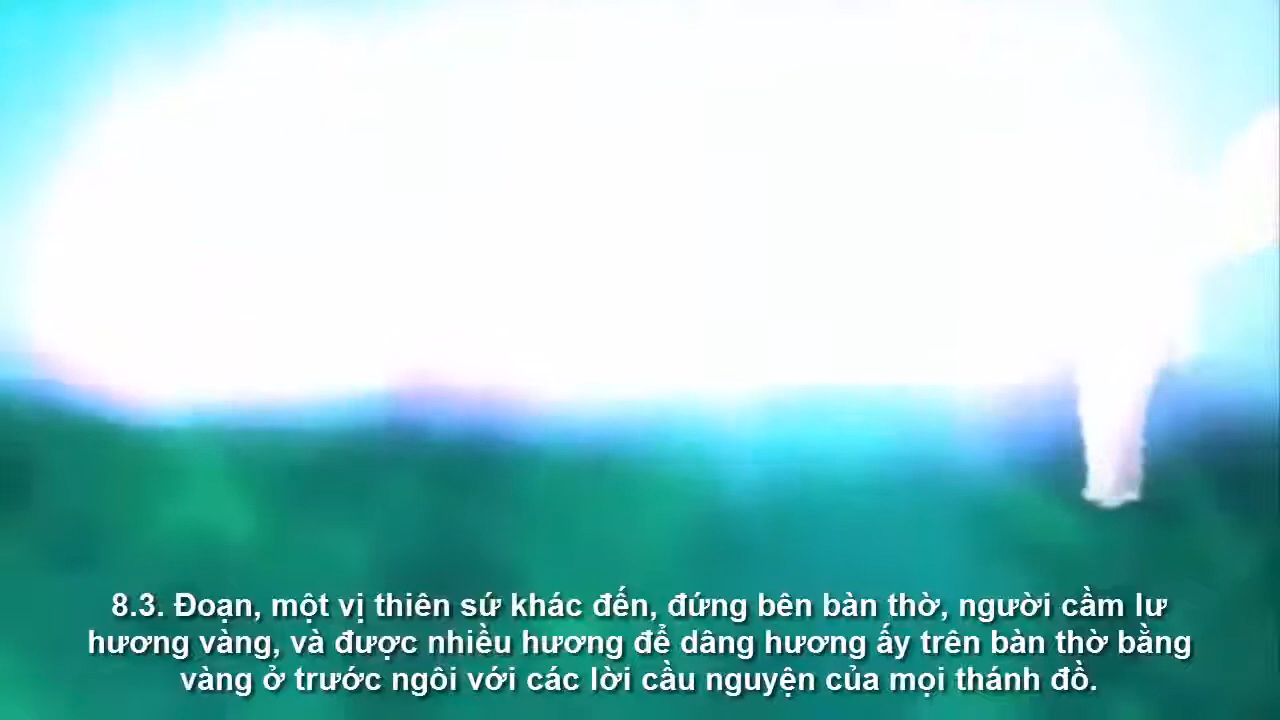 8.3. Đoạn, một vị thiên sứ khác đến, đứng bên bàn thờ, người cầm lư
hương vàng, và được nhiều hương để dâng hương ấy trên bàn thờ bằng
vàng ở trước ngôi với các lời cầu nguyện của mọi thánh đồ.